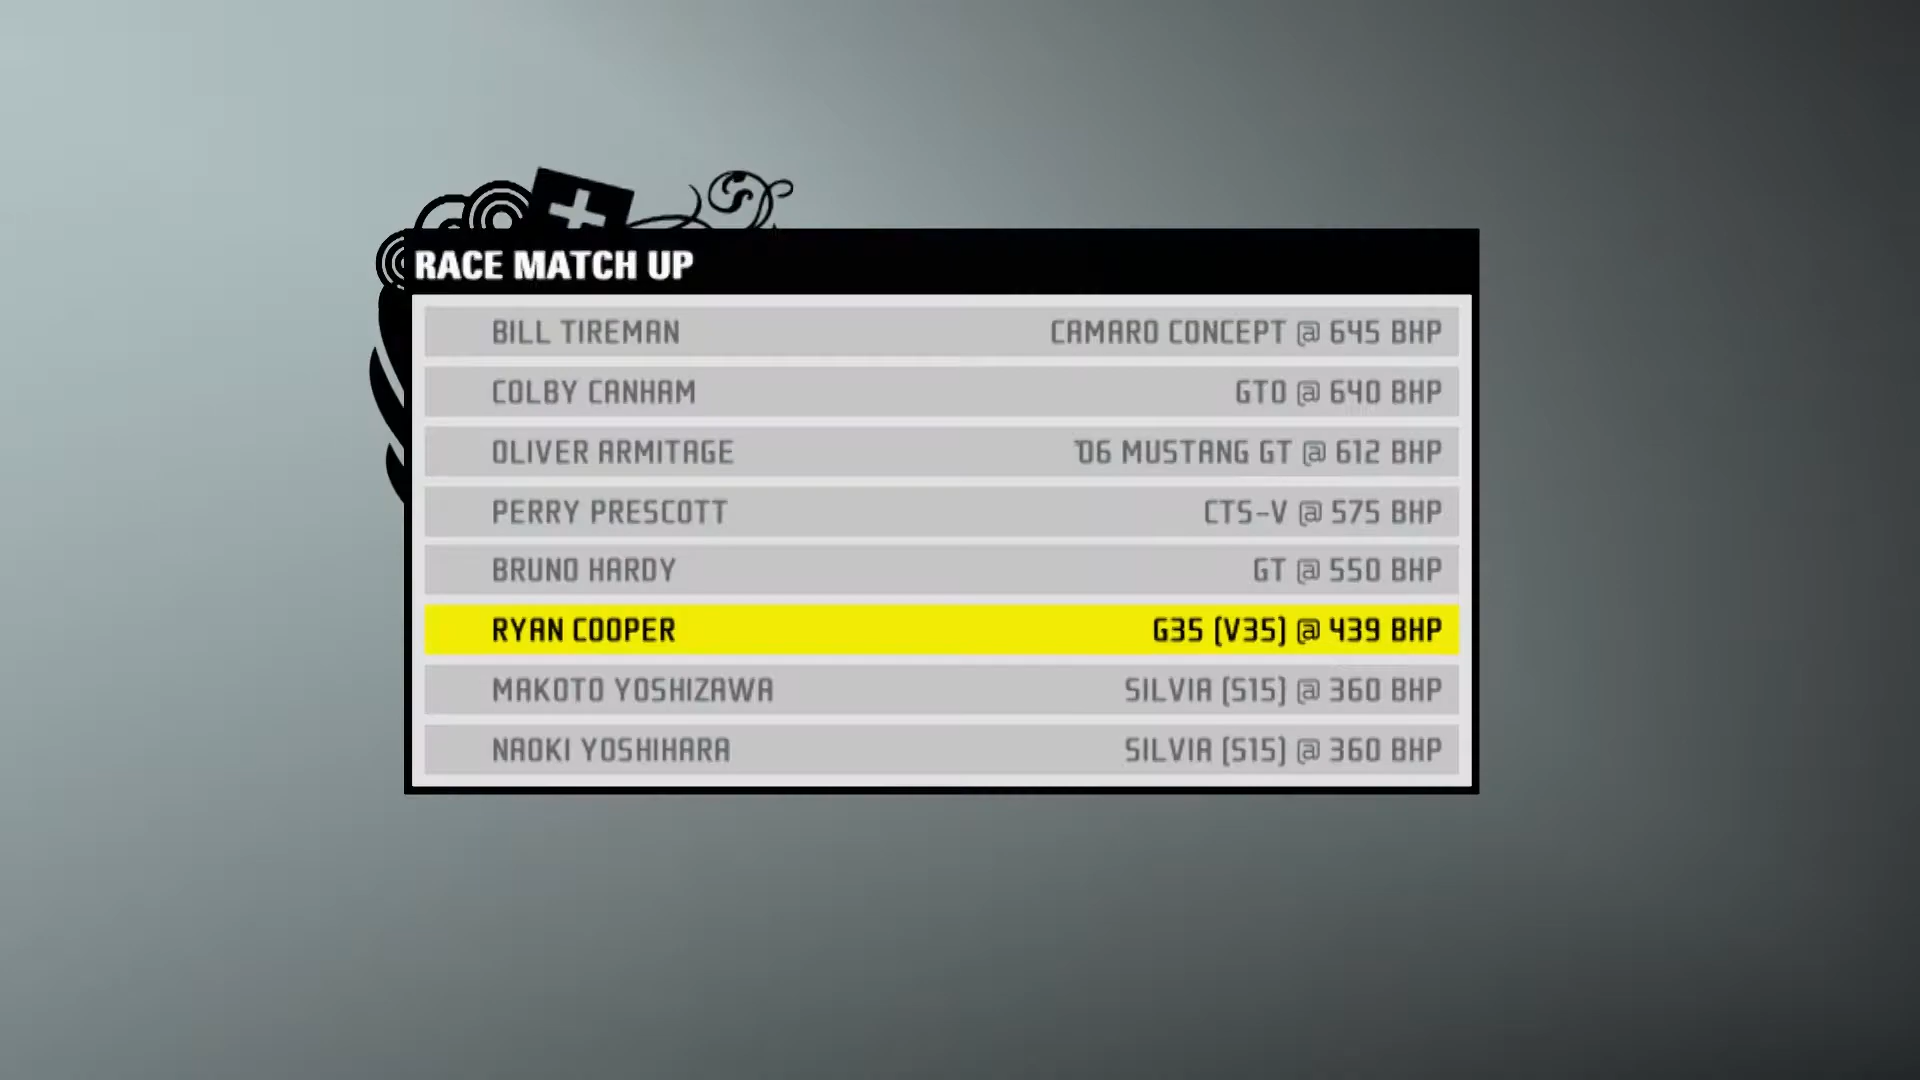 RACE MATCH UP
BILL TIREMAN CAMARO CONCEPT @ 645 BHP
COLBY CANHAM GTO @ 640 BHP
OLIVER ARMITAGE '06 MUSTANG GT @ 612 BHP
PERRY PRESCOTT CTS-V @ 575 BHP
BRUNO HARDY GT @ 550 BHP
RYAN COOPER G35 (V35) @ 439 BHP
MAKOTO YOSHIZAWA SILVIA (S15) @ 360 BHP
NAOKI YOSHIHARA SILVIA (S15) @ 360 BHP